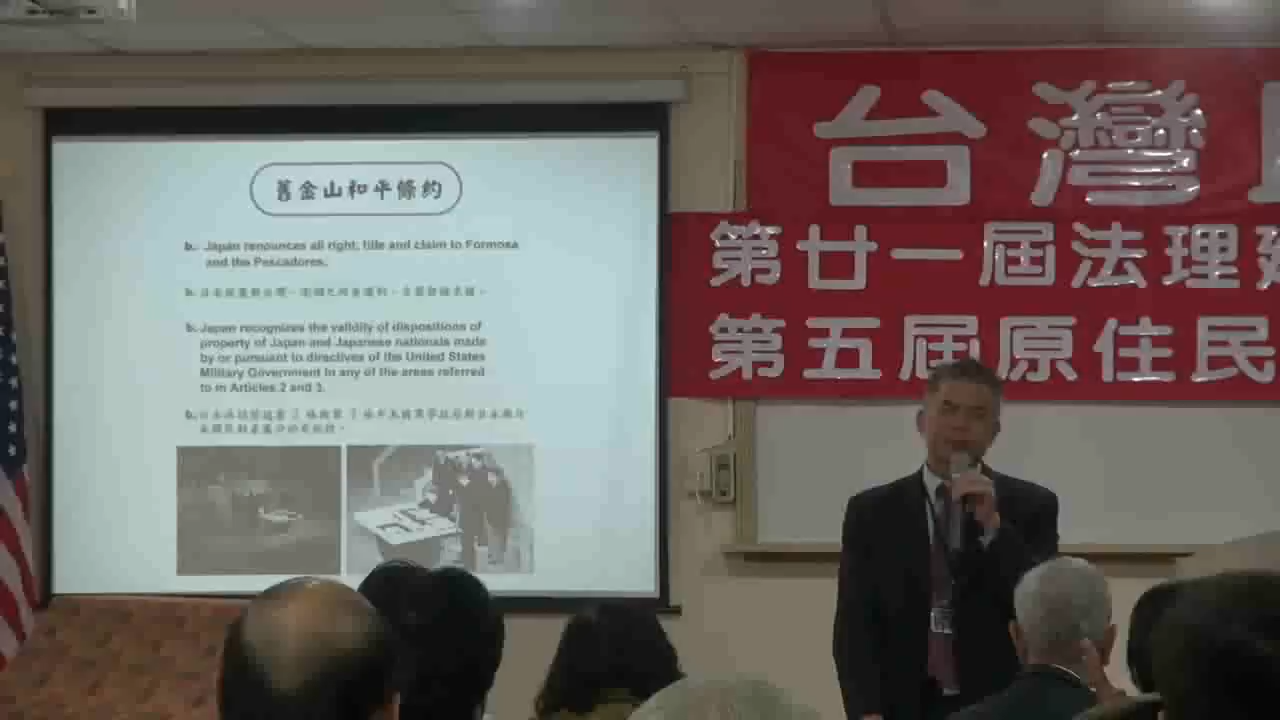 舊金山和平條約
b. Japan renounces all right, title and claim to Formosa
and the Pescadores.
b. Japan recognizes the validity of dispositions of
property of Japan and Japanese nationals made
by or pursuant to directives of the United States
Military Government in any of the areas referred
to in Articles 2 and 3.
台灣
第廿一屆法理建
第五屆原住民